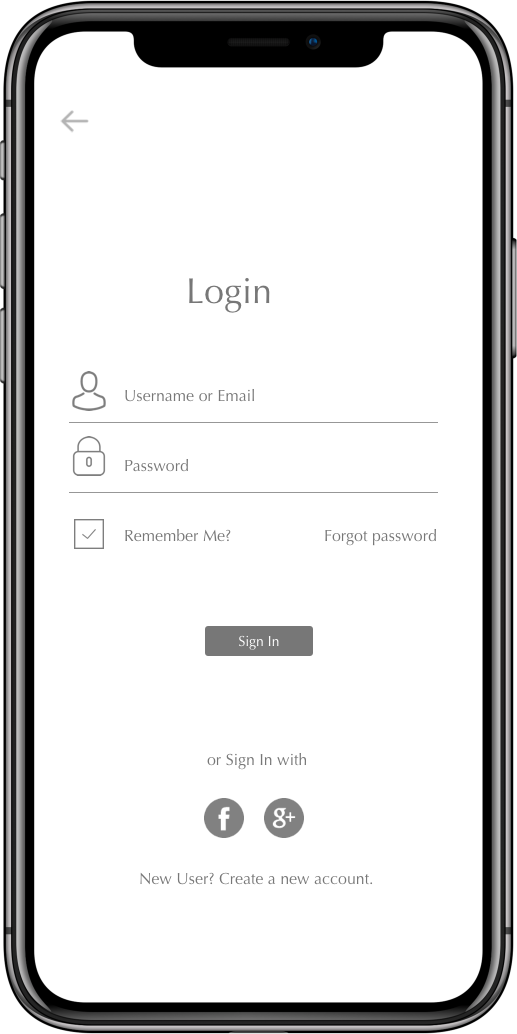 Login
Username or Email
Password
Remember Me? Forgot password
Sign In
or Sign In with
f g+
New User? Create a new account.